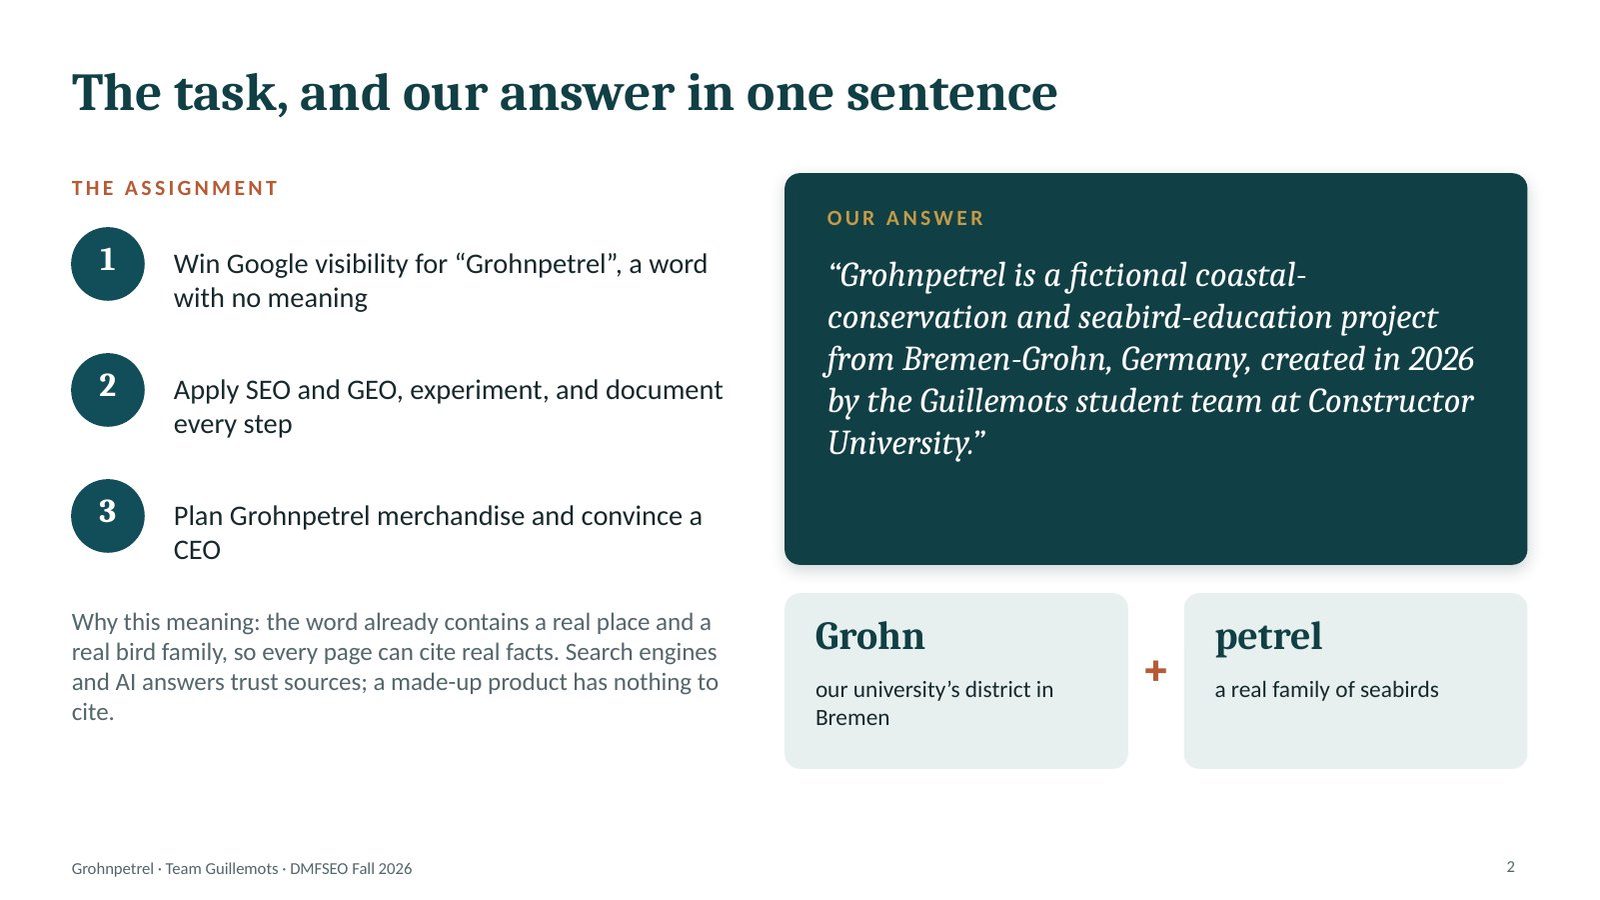 The task, and our answer in one sentence
THE ASSIGNMENT
1
Win Google visibility for “Grohnpetrel”, a word
with no meaning
2
Apply SEO and GEO, experiment, and document
every step
3
Plan Grohnpetrel merchandise and convince a
CEO
Why this meaning: the word already contains a real place and a
real bird family, so every page can cite real facts. Search engines
and AI answers trust sources; a made-up product has nothing to
cite.
OUR ANSWER
“Grohnpetrel is a fictional coastal-
conservation and seabird-education project
from Bremen-Grohn, Germany, created in 2026
by the Guillemots student team at Constructor
University.”
Grohn
our university’s district in
Bremen
+
petrel
a real family of seabirds
Grohnpetrel · Team Guillemots · DMFSEO Fall 2026
2